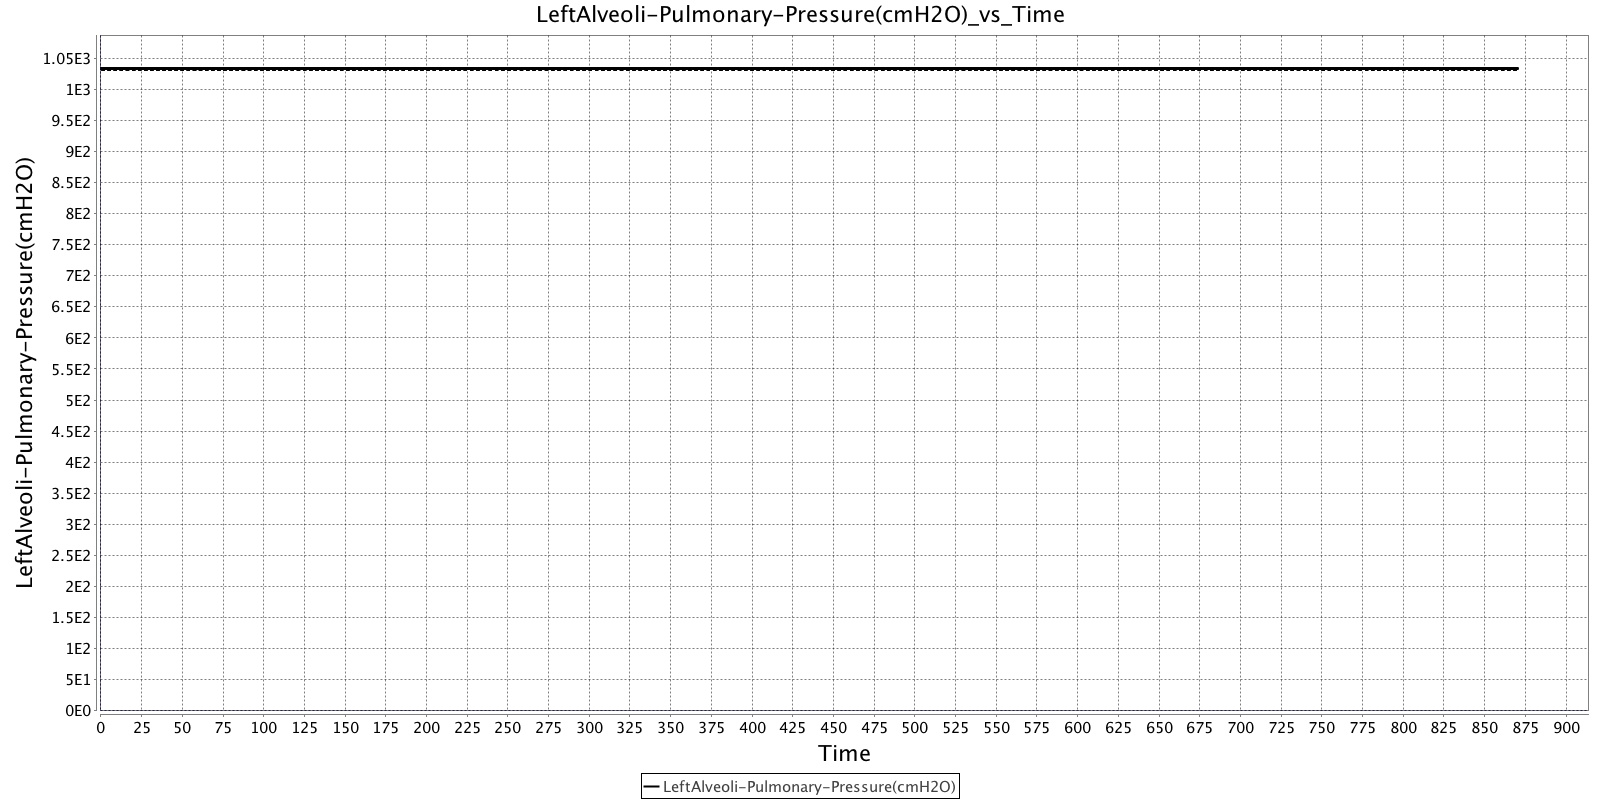 LeftAlveoli-Pulmonary-Pressure(cmH2O)_vs_Time
LeftAlveoli-Pulmonary-Pressure(cmH2O)
1.05E3
1E3
9.5E2
9E2
8.5E2
8E2
7.5E2
7E2
6.5E2
6E2
5.5E2
5E2
4.5E2
4E2
3.5E2
3E2
2.5E2
2E2
1.5E2
1E2
5E1
0E0
0 25 50 75 100 125 150 175 200 225 250 275 300 325 350 375 400 425 450 475 500 525 550 575 600 625 650 675 700 725 750 775 800 825 850 875 900
Time
LeftAlveoli-Pulmonary-Pressure(cmH2O)